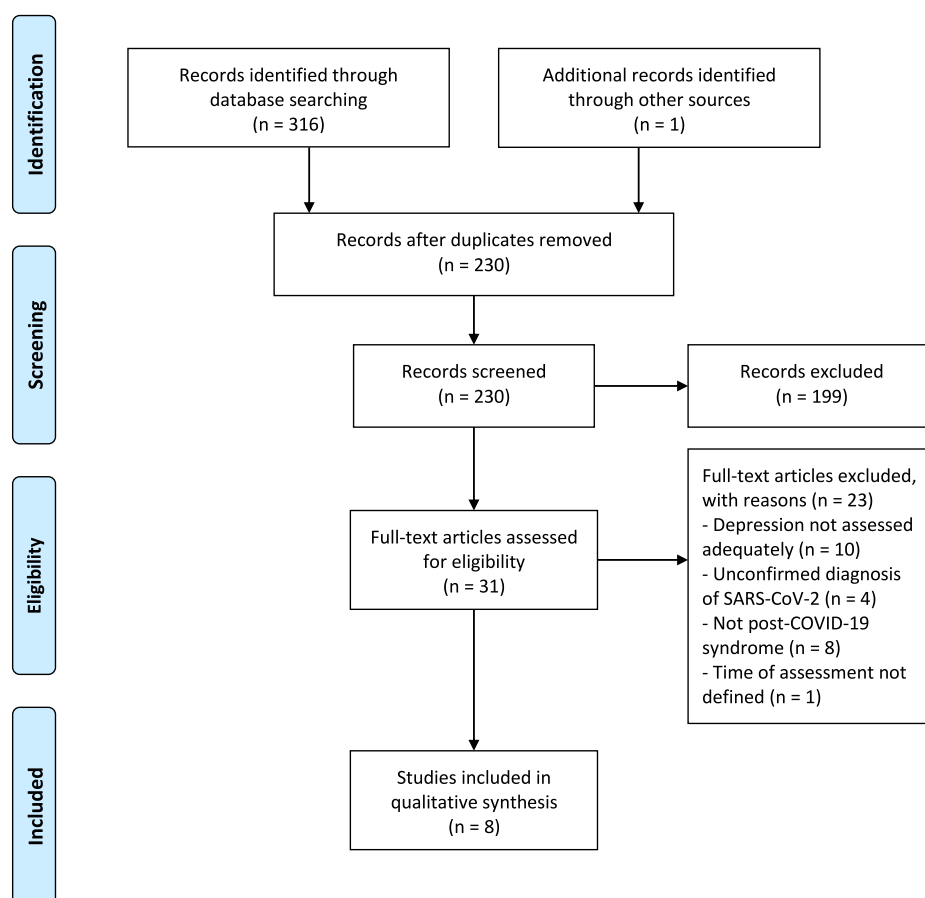 Identification
Records identified through
database searching
(n = 316)
Additional records identified
through other sources
(n = 1)
Records after duplicates removed
(n = 230)
Screening
Records screened
(n = 230)
Records excluded
(n = 199)
Eligibility
Full-text articles assessed
for eligibility
(n = 31)
Full-text articles excluded,
with reasons (n = 23)
- Depression not assessed
adequately (n = 10)
- Unconfirmed diagnosis
of SARS-CoV-2 (n = 4)
- Not post-COVID-19
syndrome (n = 8)
- Time of assessment not
defined (n = 1)
Included
Studies included in
qualitative synthesis
(n = 8)